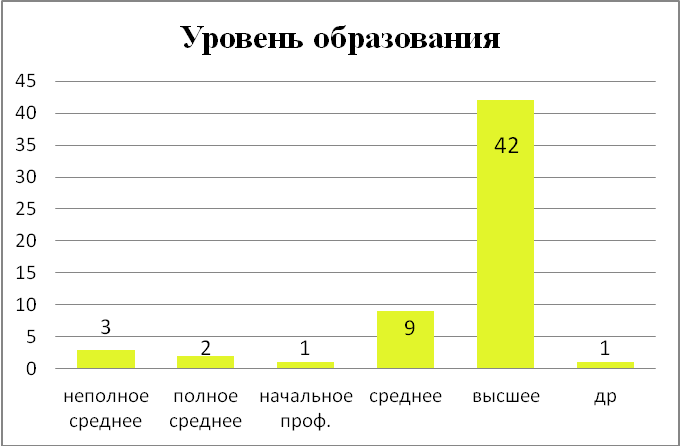 Уровень образования
45
40
35
30
25
20
15
10
5
0
3
2
1
9
42
1
неполное
среднее
полное
среднее
начальное
проф.
среднее
высшее
др